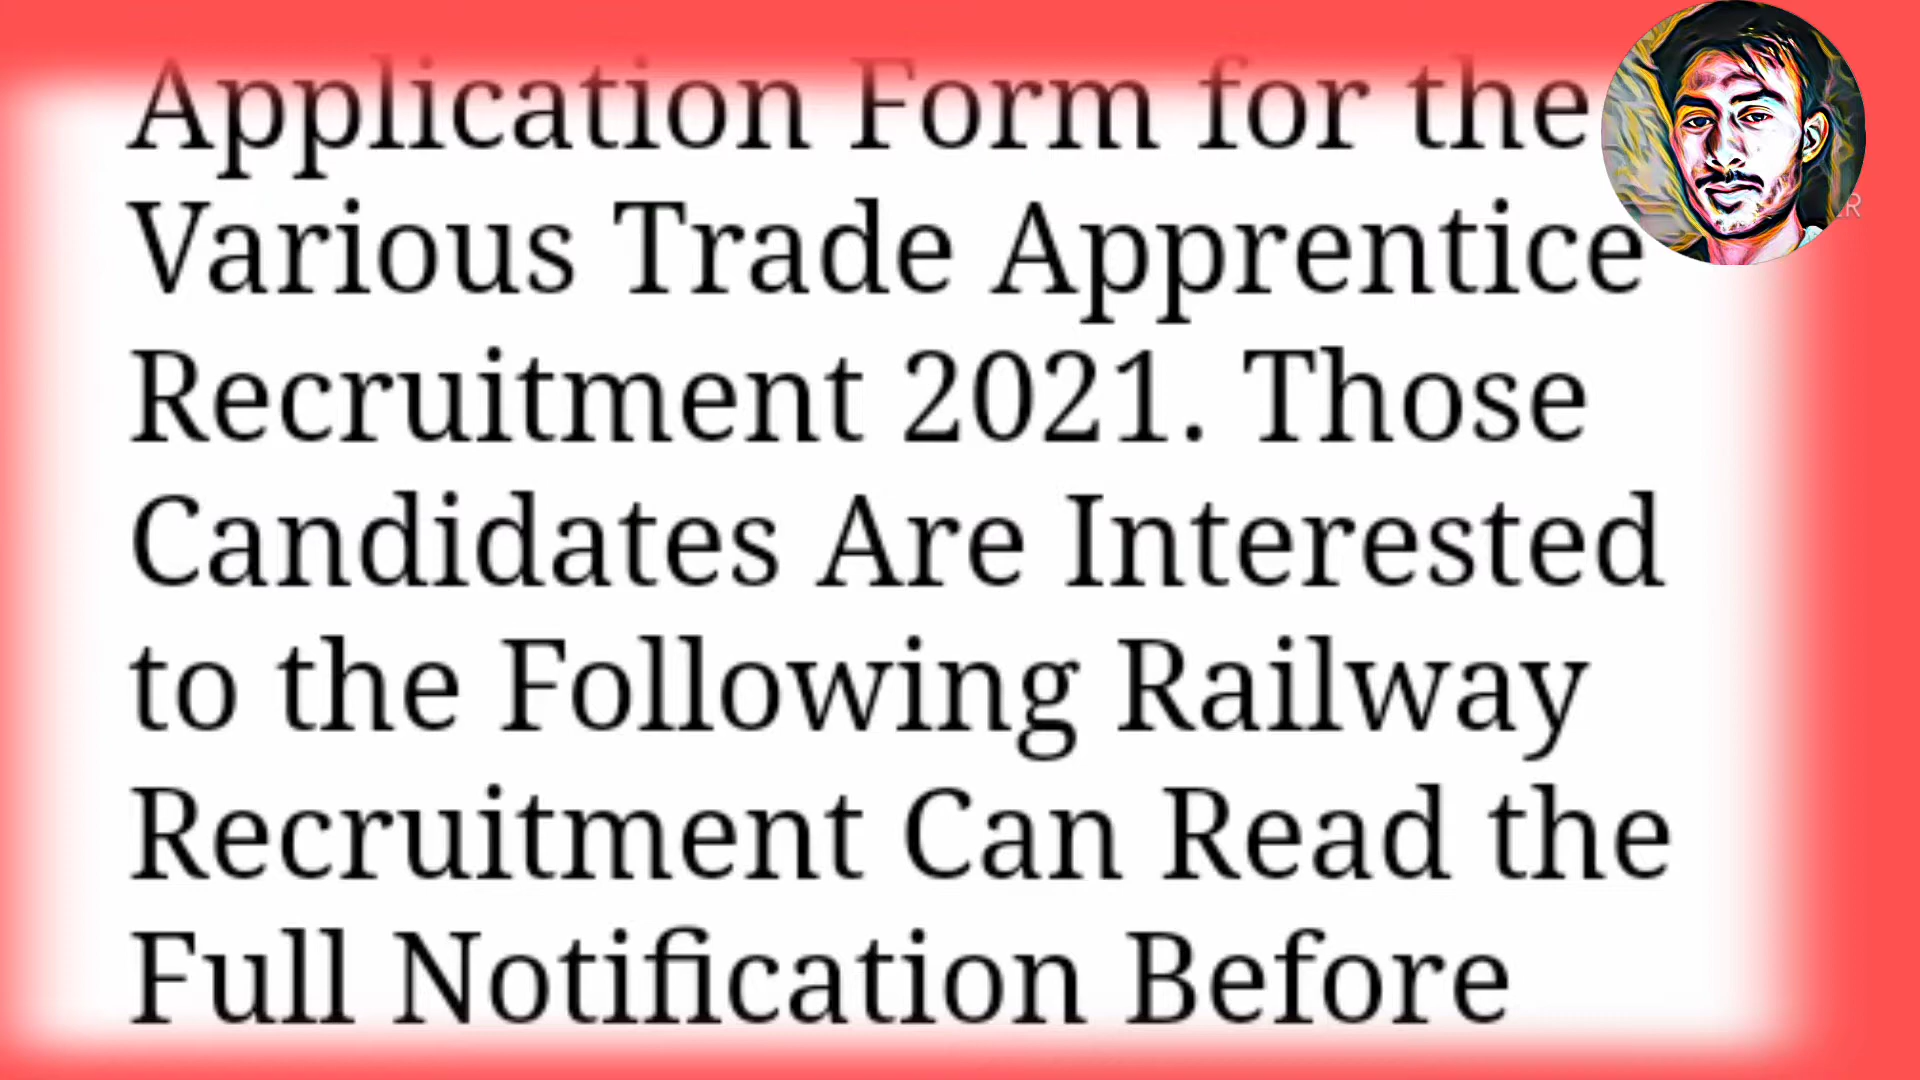 Application Form for the
Various Trade Apprentice
Recruitment 2021. Those
Candidates Are Interested
to the Following Railway
Recruitment Can Read the
Full Notification Before